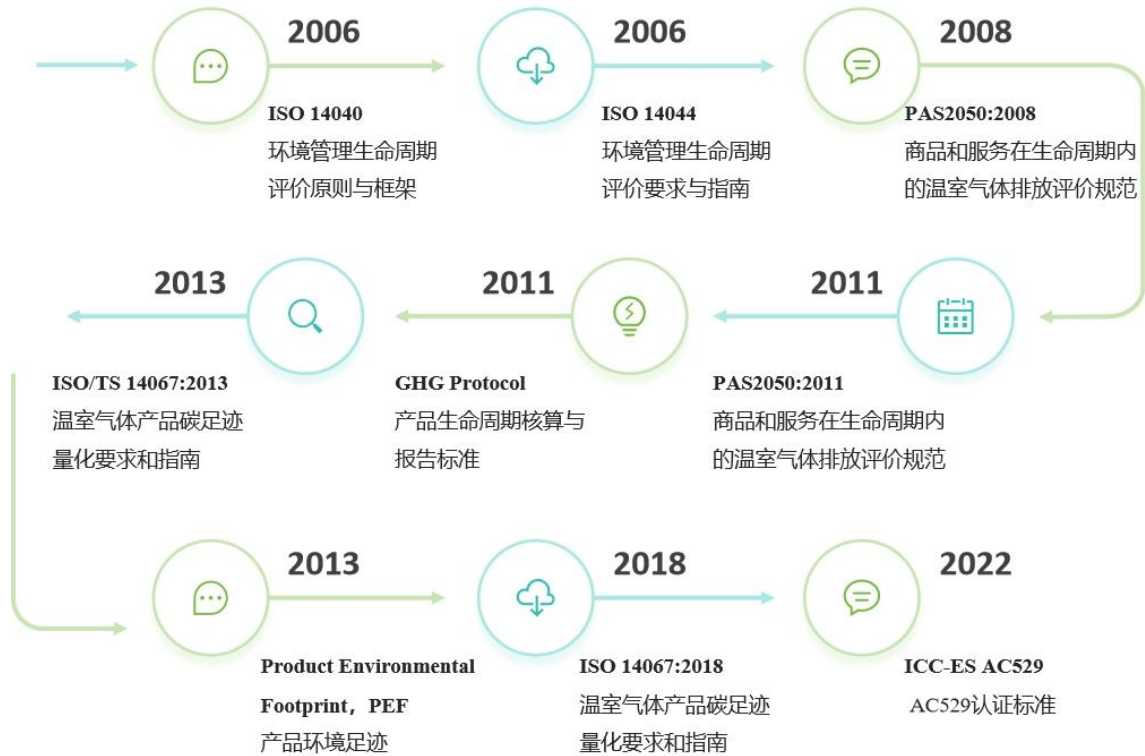 2006
ISO 14040
环境管理生命周期
评价原则与框架
2006
ISO 14044
环境管理生命周期
评价要求与指南
2008
PAS2050:2008
商品和服务在生命周期内
的温室气体排放评价规范
2011
PAS2050:2011
商品和服务在生命周期内
的温室气体排放评价规范
2011
GHG Protocol
产品生命周期核算与
报告标准
2013
ISO/TS 14067:2013
温室气体产品碳足迹
量化要求和指南
2013
Product Environmental
Footprint，PEF
产品环境足迹
2018
ISO 14067:2018
温室气体产品碳足迹
量化要求和指南
2022
ICC-ES AC529
AC529认证标准